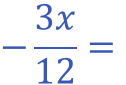 − 3x/12 =